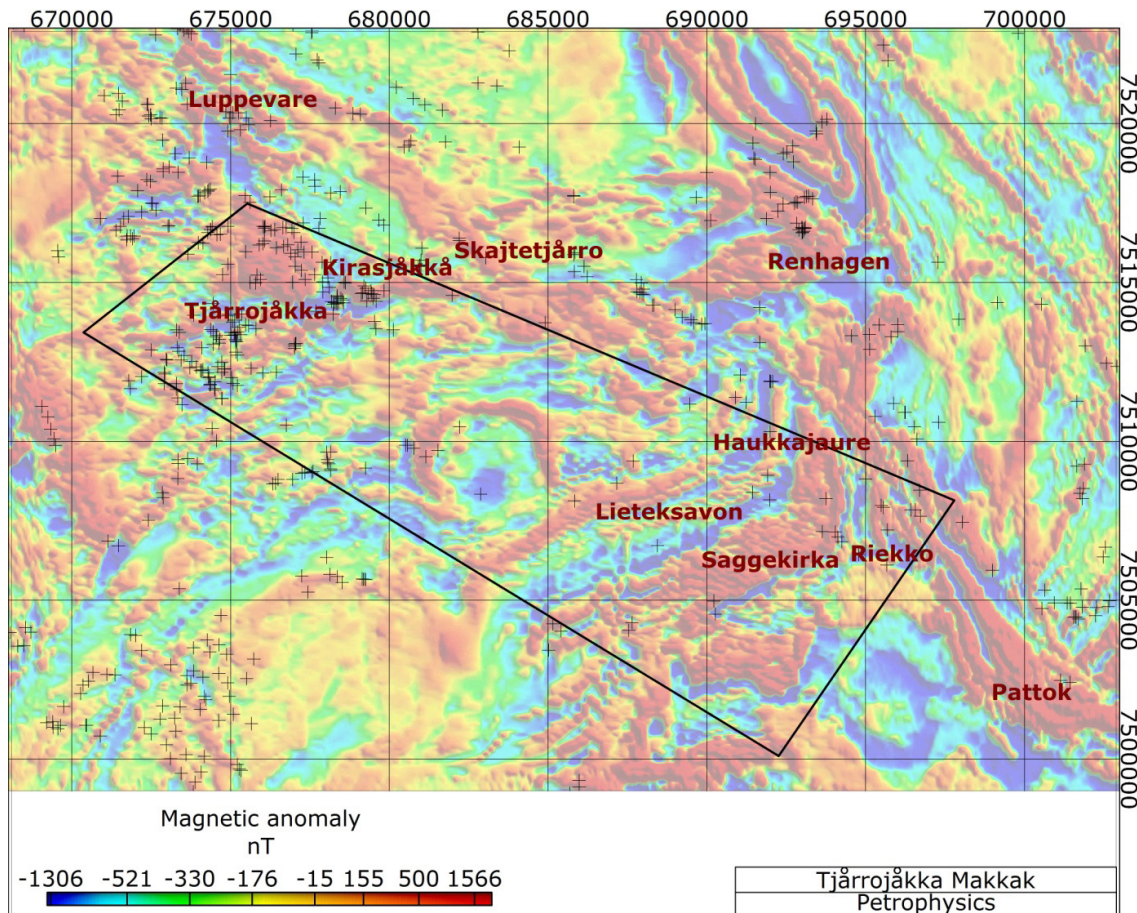 670000 675000 680000 685000 690000 695000 700000
Luppevare
7520000
Skajtetjårro
Kirasjåkkå
Renhagen
Tjårrojåkka
7515000
Haukkajaure
7510000
Lieteksavon
Saggekirka
Riekko
7505000
Pattok
7500000
Magnetic anomaly
nT
-1306 -521 -330 -176 -15 155 500 1566
Tjårrojåkka Makkak
Petrophysics